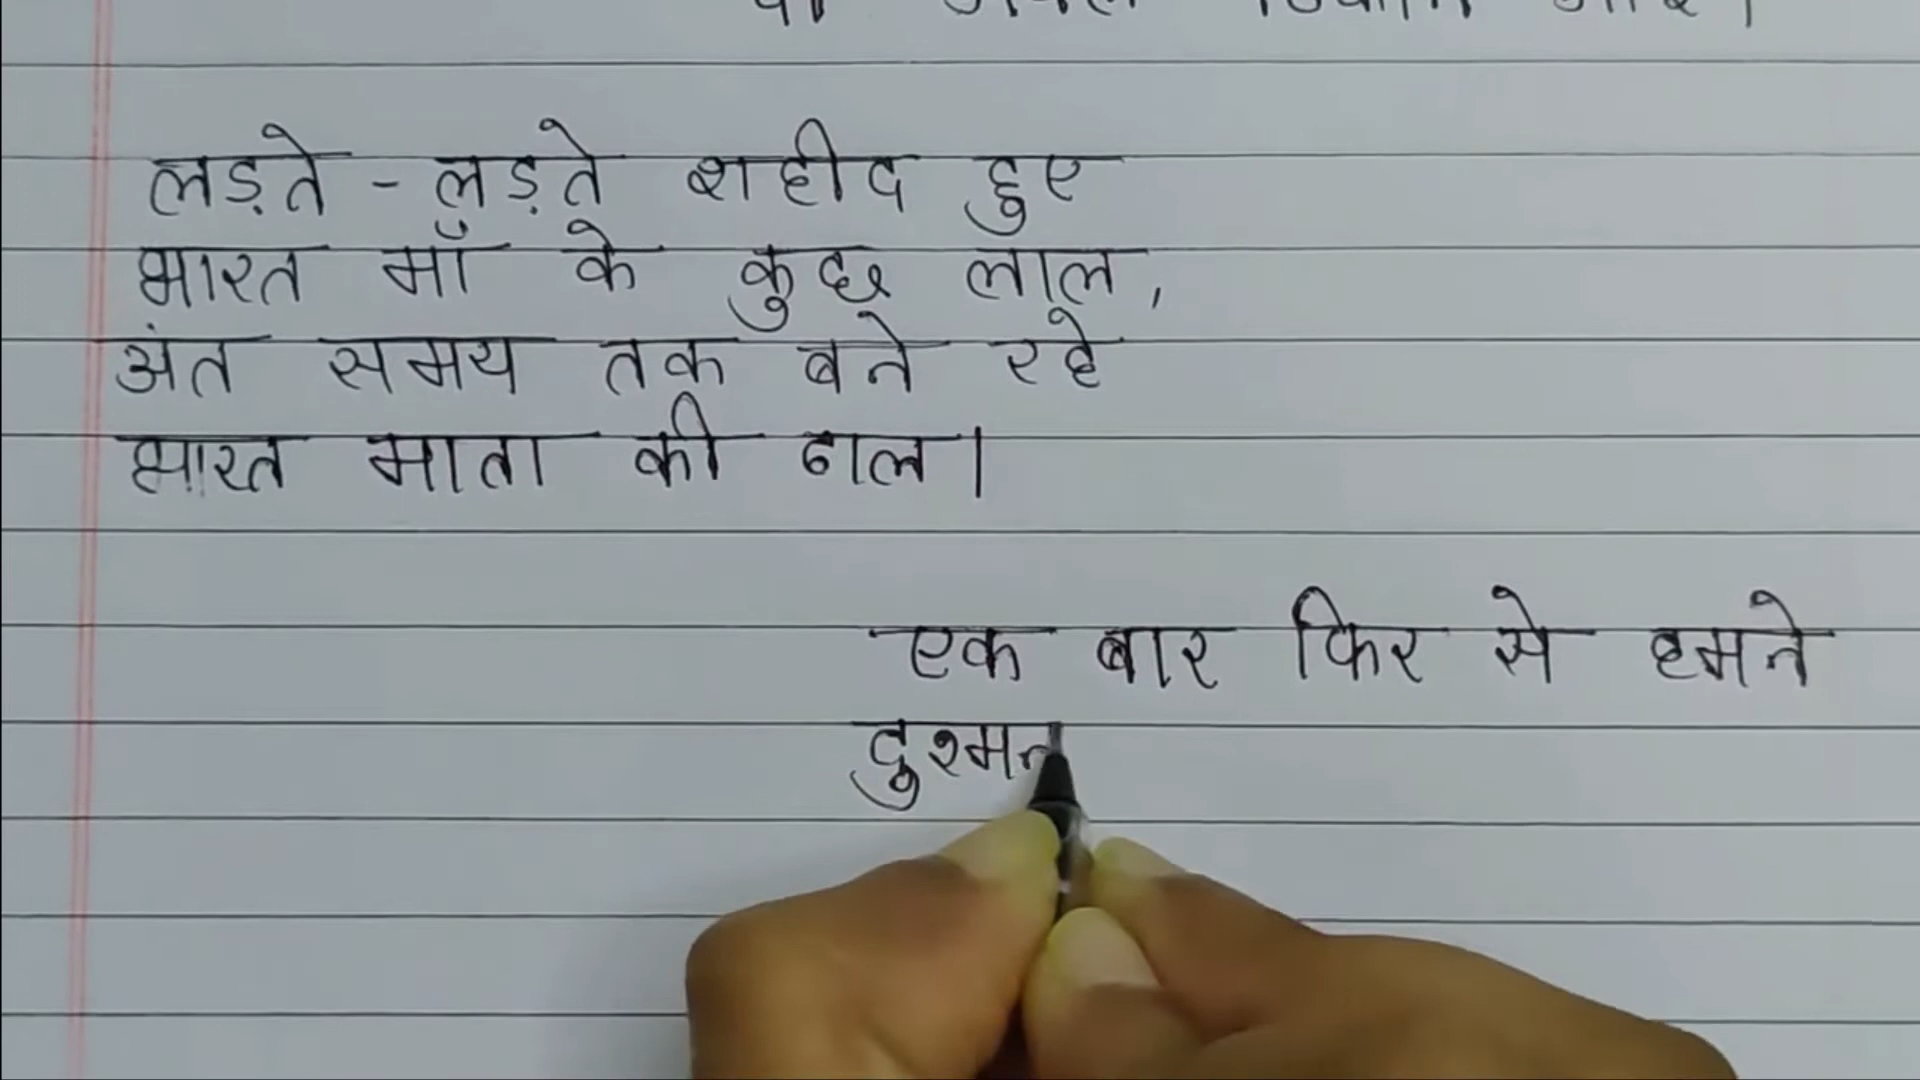 लड़ते - लड़ते शहीद हुए
भारत माँ के कुछ लाल,
अंत समय तक बने रहे
भारत माता की ढाल।
एक बार फिर से हमने
दुश्मन